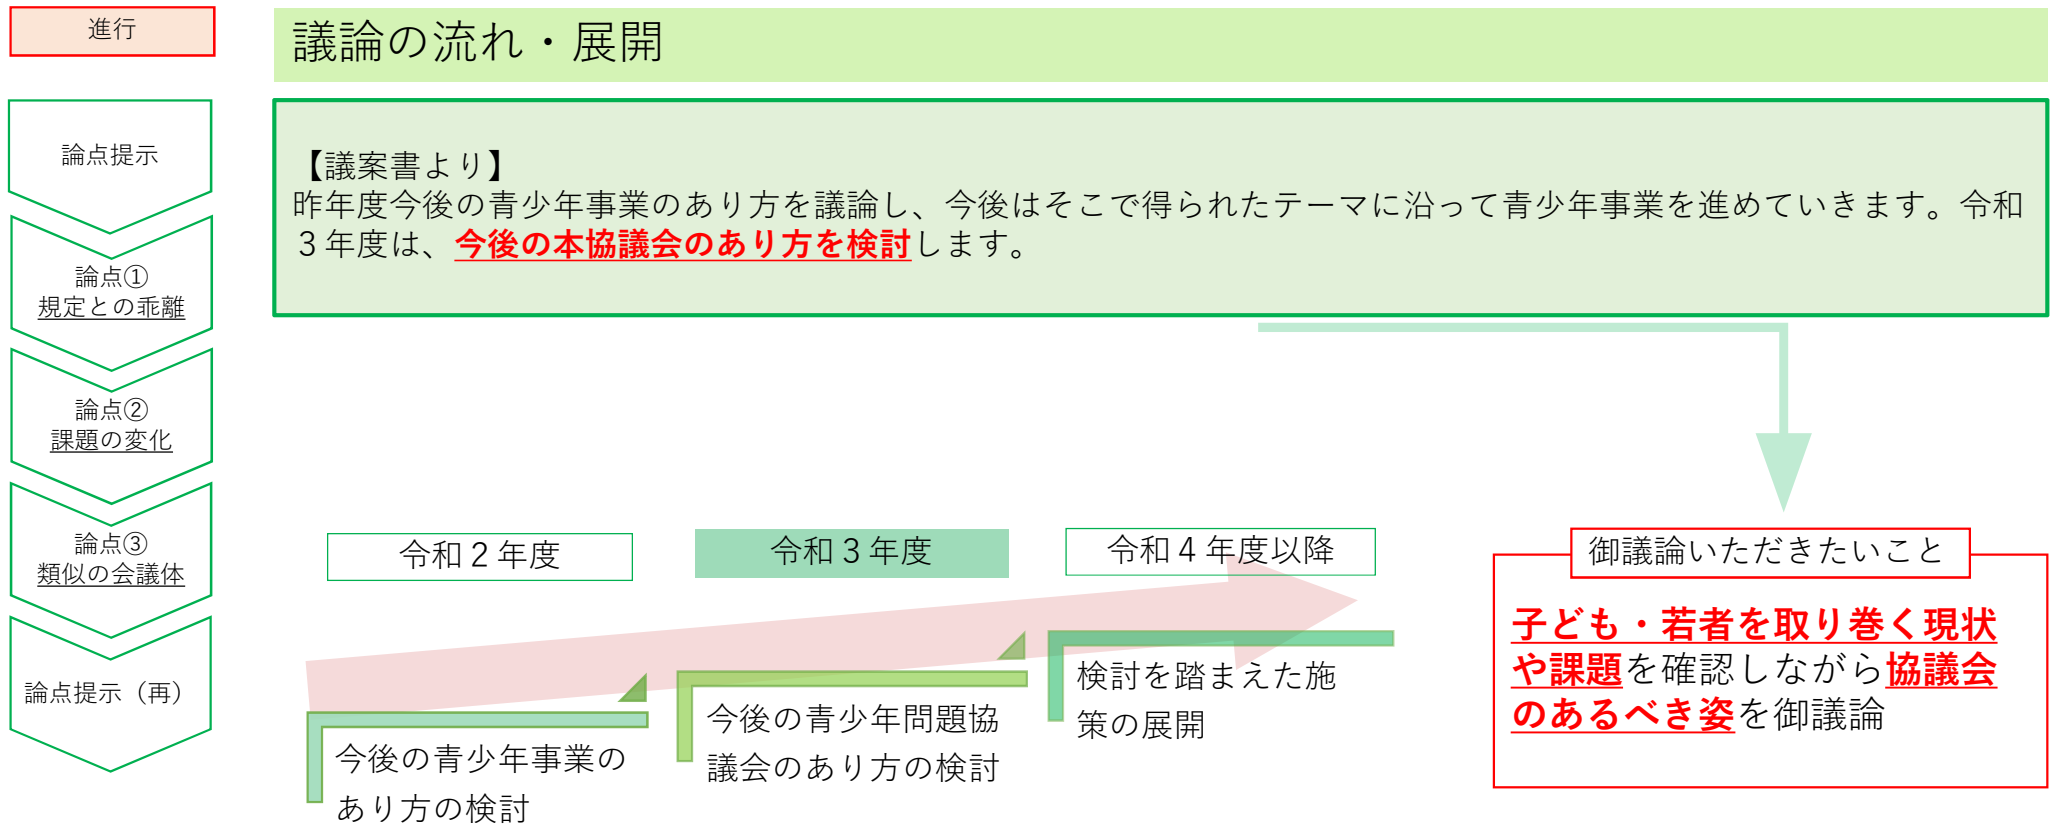 進行
議論の流れ・展開
論点提示
論点①
規定との乖離
論点②
課題の変化
論点③
類似の会議体
論点提示（再）
【議案書より】
昨年度今後の青少年事業のあり方を議論し、今後はそこで得られたテーマに沿って青少年事業を進めていきます。令和
３年度は、今後の本協議会のあり方を検討します。
令和２年度
今後の青少年事業の
あり方の検討
令和３年度
今後の青少年問題協
議会のあり方の検討
令和４年度以降
検討を踏まえた施
策の展開
御議論いただきたいこと
子ども・若者を取り巻く現状
や課題を確認しながら協議会
のあるべき姿を御議論